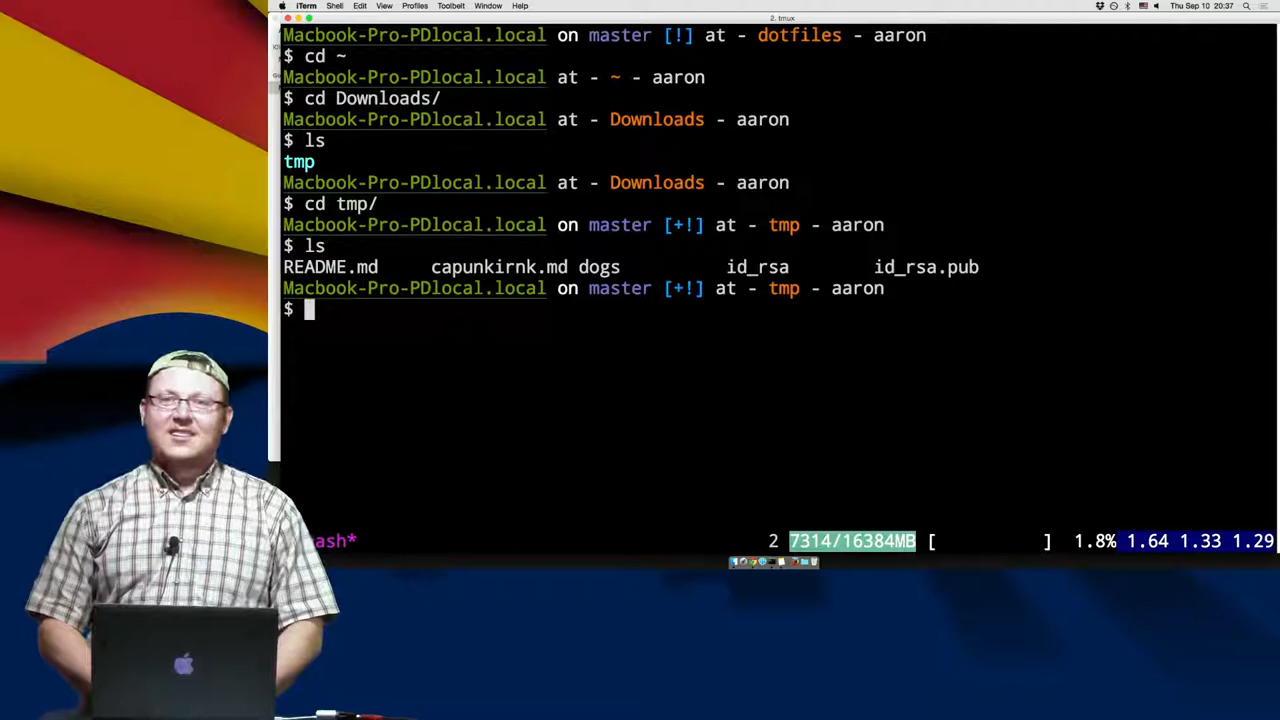 iTerm Shell Edit View Profiles Toolbelt Window Help Thu Sep 10 20:37
2. tmux
Macbook-Pro-PDlocal.local on master [!] at - dotfiles - aaron
$ cd ~
Macbook-Pro-PDlocal.local at - ~ - aaron
$ cd Downloads/
Macbook-Pro-PDlocal.local at - Downloads - aaron
$ ls
tmp
Macbook-Pro-PDlocal.local at - Downloads - aaron
$ cd tmp/
Macbook-Pro-PDlocal.local on master [+!] at - tmp - aaron
$ ls
README.md capunkirnk.md dogs id_rsa id_rsa.pub
Macbook-Pro-PDlocal.local on master [+!] at - tmp - aaron
$
ash* 2 7314/16384MB [ ] 1.8% 1.64 1.33 1.29